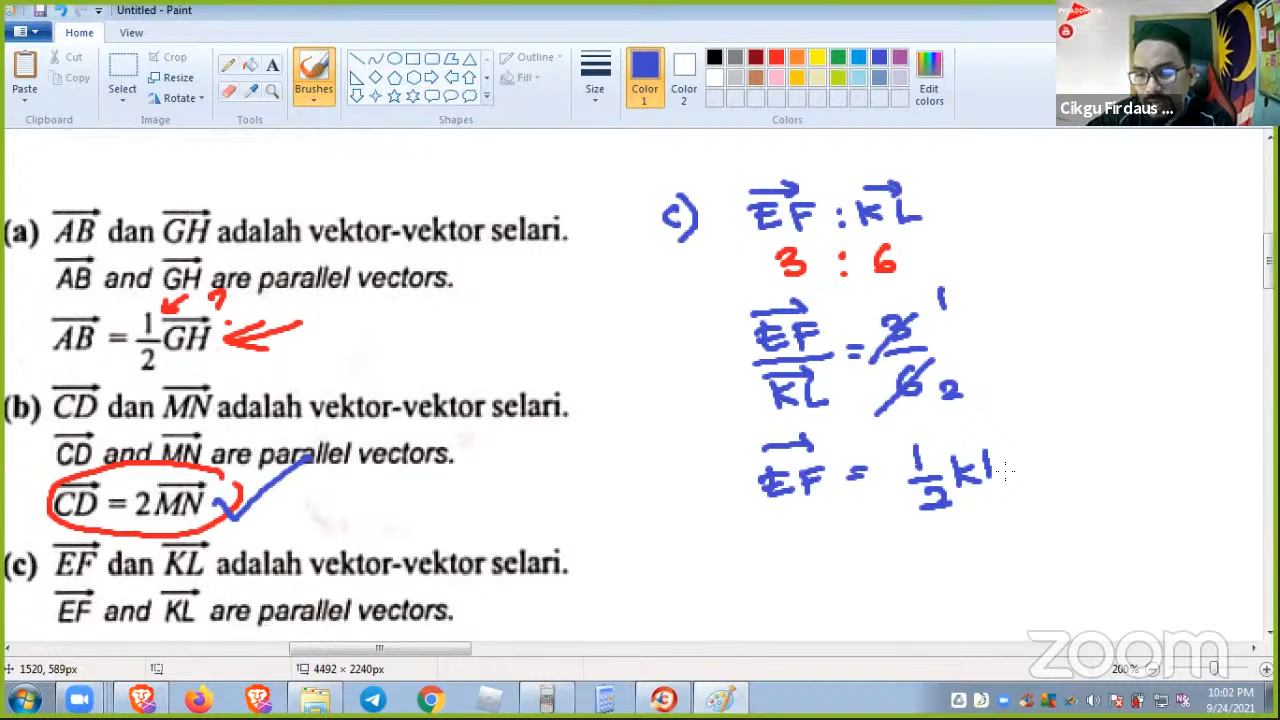 Untitled - Paint
Home
View
Paste
Cut
Copy
Clipboard
Select
Crop
Resize
Rotate
Image
Tools
Brushes
Shapes
Outline
Fill
Size
Color 1
Color 2
Edit colors
Colors
Cikgu Firdaus ...
(a) AB dan GH adalah vektor-vektor selari.
AB and GH are parallel vectors.
AB = 1/2 GH
?
(b) CD dan MN adalah vektor-vektor selari.
CD and MN are parallel vectors.
CD = 2MN
(c) EF dan KL adalah vektor-vektor selari.
EF and KL are parallel vectors.
c) EF : KL
3 : 6
EF/KL = 3/6 1 2
EF = 1/2 KL
zoom
1520, 589px
4492 × 2240px
200%
10:02 PM
9/24/2021